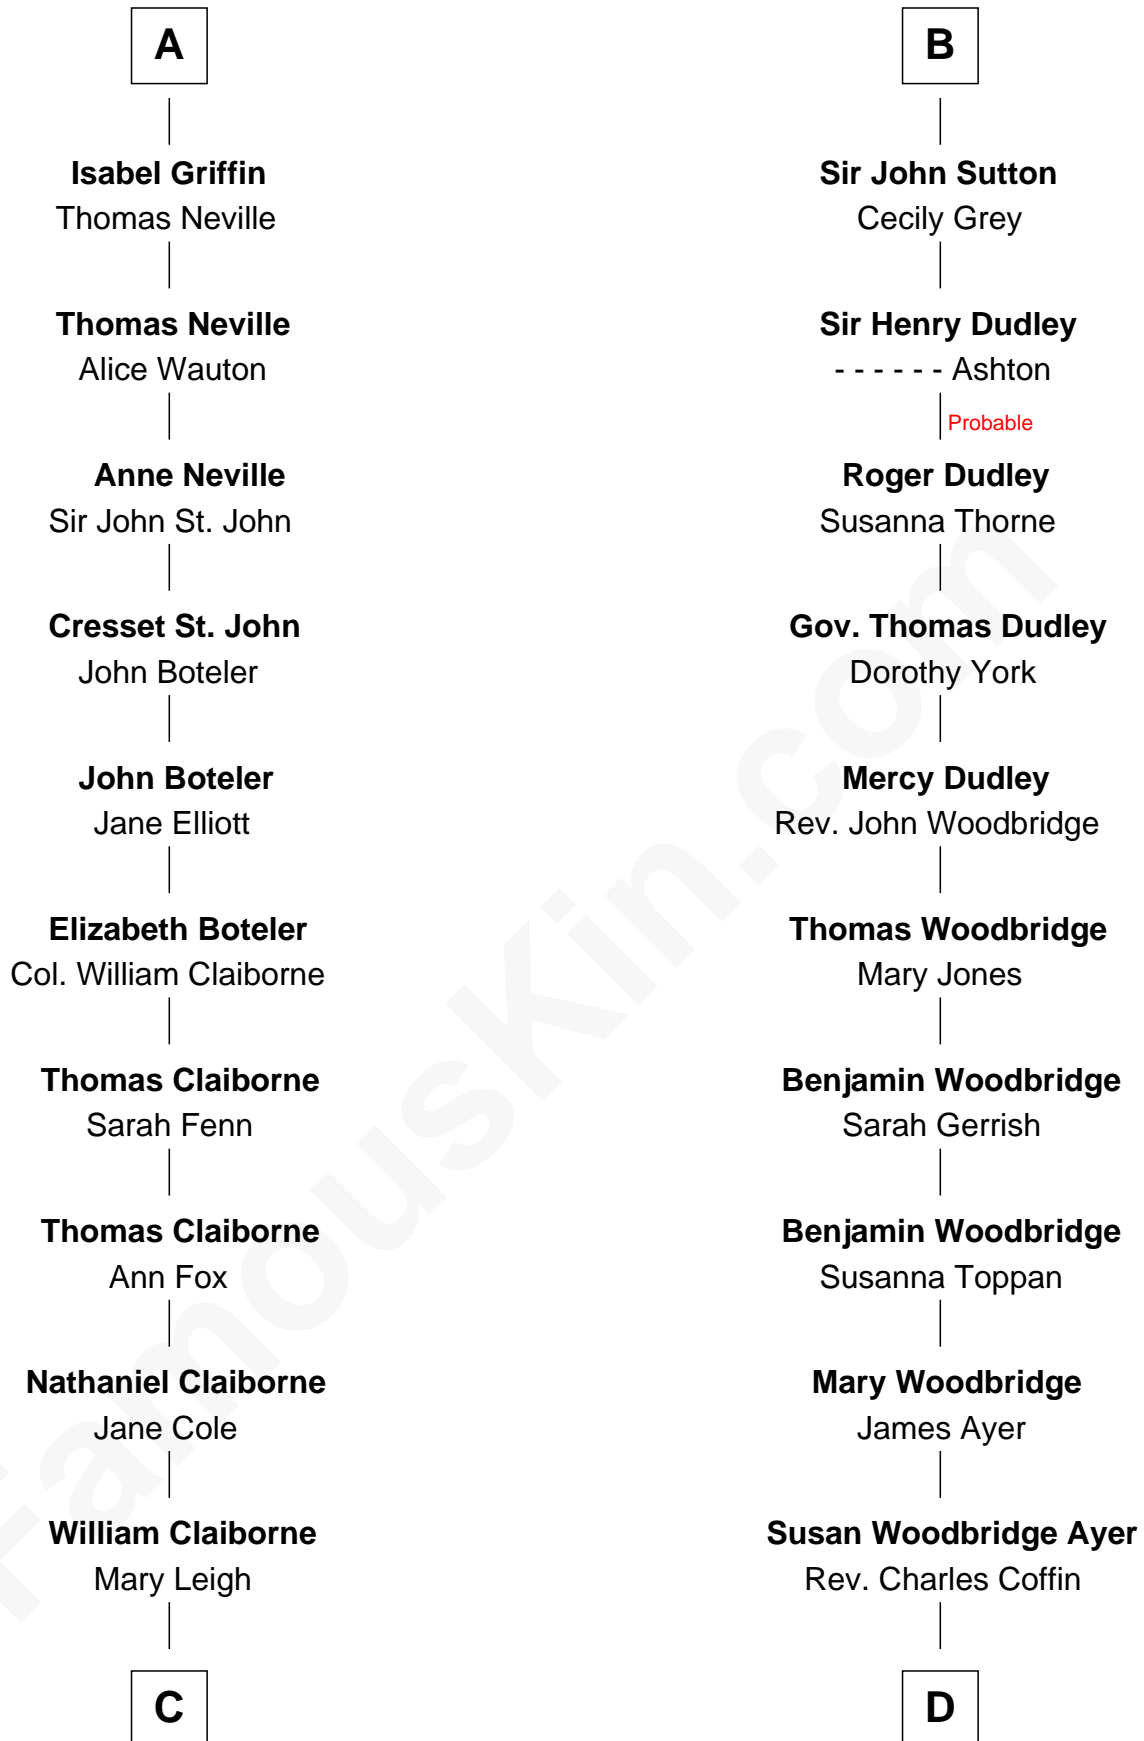 A
Isabel Griffin
Thomas Neville
Thomas Neville
Alice Wauton
Anne Neville
Sir John St. John
Cresset St. John
John Boteler
John Boteler
Jane Elliott
Elizabeth Boteler
Col. William Claiborne
Thomas Claiborne
Sarah Fenn
Thomas Claiborne
Ann Fox
Nathaniel Claiborne
Jane Cole
William Claiborne
Mary Leigh
C
B
Sir John Sutton
Cecily Grey
Sir Henry Dudley
- - - - - - Ashton
Probable
Roger Dudley
Susanna Thorne
Gov. Thomas Dudley
Dorothy York
Mercy Dudley
Rev. John Woodbridge
Thomas Woodbridge
Mary Jones
Benjamin Woodbridge
Sarah Gerrish
Benjamin Woodbridge
Susanna Toppan
Mary Woodbridge
James Ayer
Susan Woodbridge Ayer
Rev. Charles Coffin
D
FamousKin.com